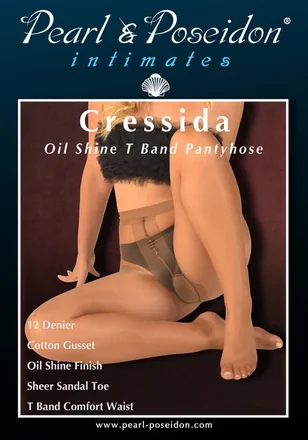 Pearl & Poseidon®
intimates
Cressida
Oil Shine T Band Pantyhose
12 Denier
Cotton Gusset
Oil Shine Finish
Sheer Sandal Toe
T Band Comfort Waist
www.pearl-poseidon.com